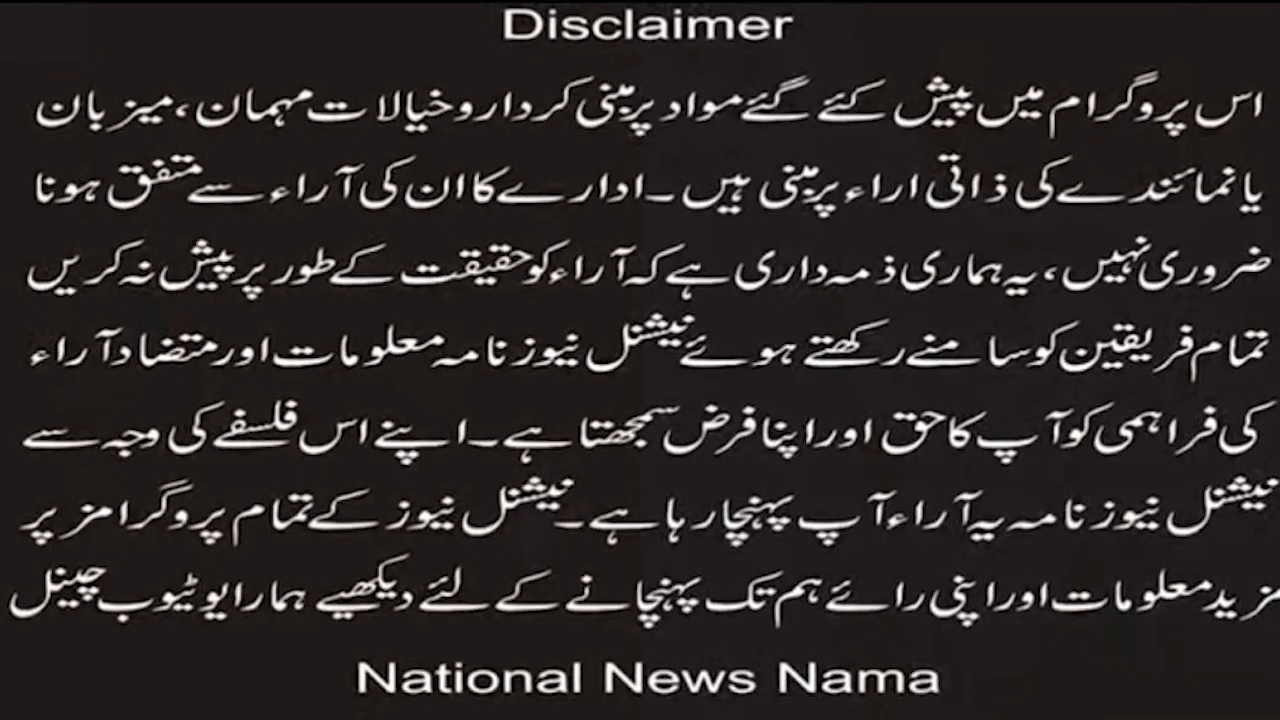 Disclaimer
اس پروگرام میں پیش کئے گئے مواد پر مبنی کردار و خیالات مہمان، میزبان
یا نمائندے کی ذاتی اراء پر مبنی ہیں۔ ادارے کا ان کی آراء سے متفق ہونا
ضروری نہیں، یہ ہماری ذمہ داری ہے کہ آراء کو حقیقت کے طور پر پیش نہ کریں
تمام فریقین کو سامنے رکھتے ہوئے نیشنل نیوز نامہ معلومات اور متضاد آراء
کی فراہمی کو آپ کا حق اور اپنا فرض سمجھتا ہے۔ اپنے اس فلسفے کی وجہ سے
نیشنل نیوز نامہ یہ آراء آپ پہنچا رہا ہے۔ نیشنل نیوز کے تمام پروگرامز پر
مزید معلومات اور اپنی رائے ہم تک پہنچانے کے لئے دیکھیے ہمارا یوٹیوب چینل
National News Nama